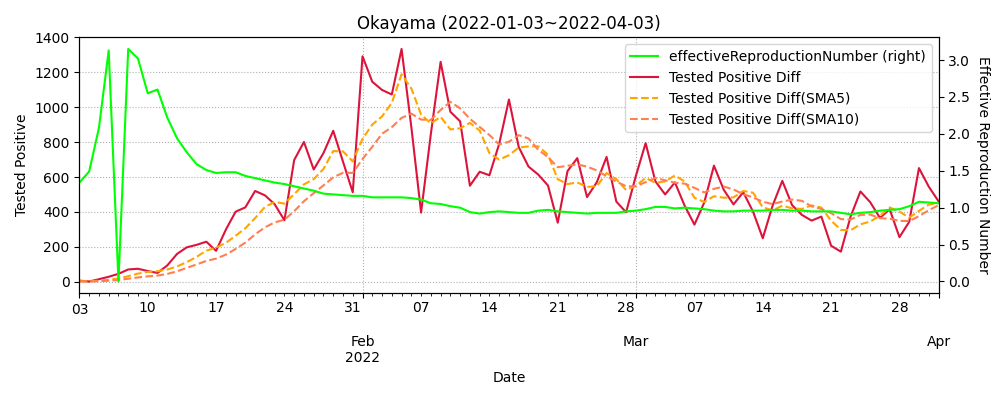 Okayama (2022-01-03~2022-04-03)
Tested Positive
1400
1200
1000
800
600
400
200
0
effectiveReproductionNumber (right)
Tested Positive Diff
Tested Positive Diff(SMA5)
Tested Positive Diff(SMA10)
3.0
2.5
2.0
1.5
1.0
0.5
0.0
Effective Reproduction Number
03 10 17 24 31 07 14 21 28 07 14 21 28
Feb Mar Apr
2022
Date